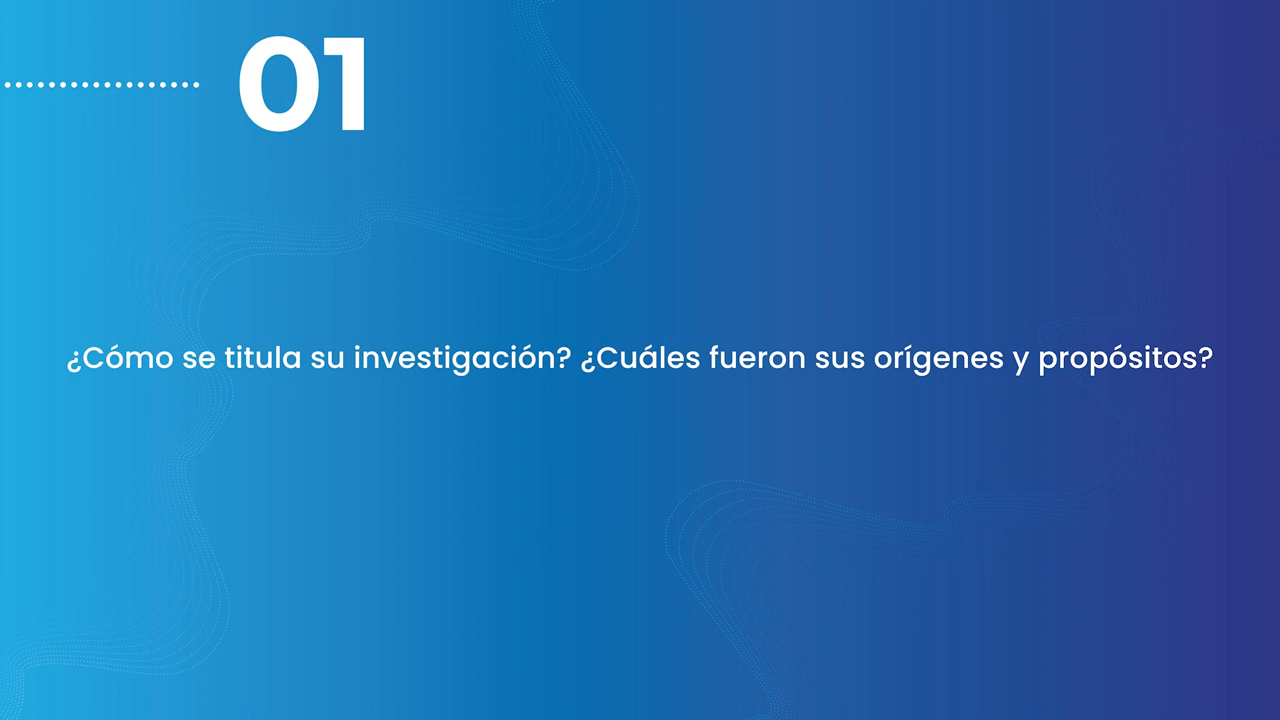 01
¿Cómo se titula su investigación? ¿Cuáles fueron sus orígenes y propósitos?